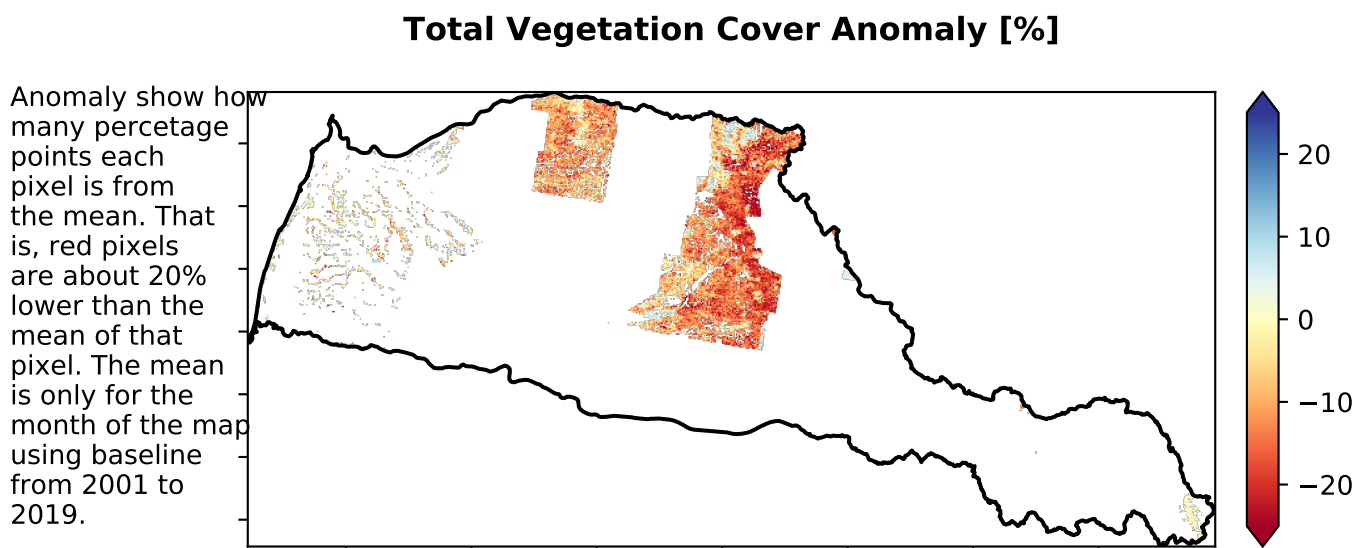 Total Vegetation Cover Anomaly [%]
Anomaly show how
many percetage
points each
pixel is from
the mean. That
is, red pixels
are about 20%
lower than the
mean of that
pixel. The mean
is only for the
month of the map
using baseline
from 2001 to
2019.
20
10
0
−10
−20